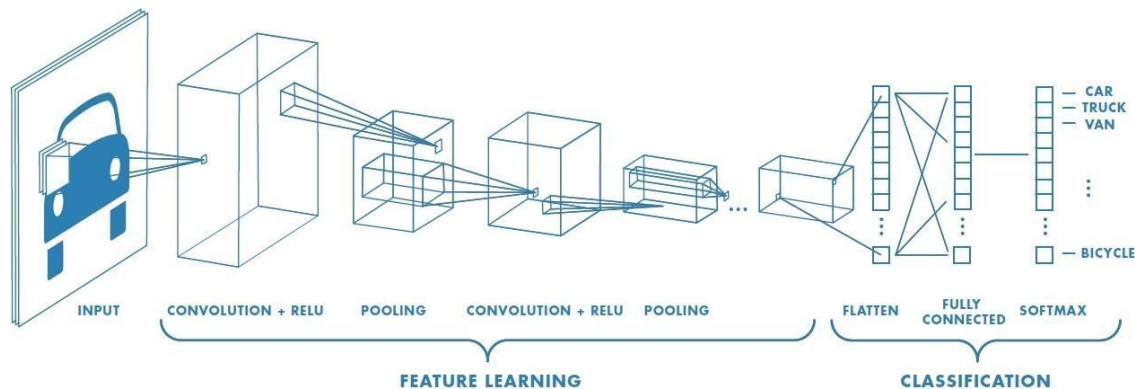 CAR
TRUCK
VAN
BICYCLE
INPUT
CONVOLUTION + RELU
POOLING
CONVOLUTION + RELU
POOLING
FLATTEN
FULLY
CONNECTED
SOFTMAX
FEATURE LEARNING
CLASSIFICATION